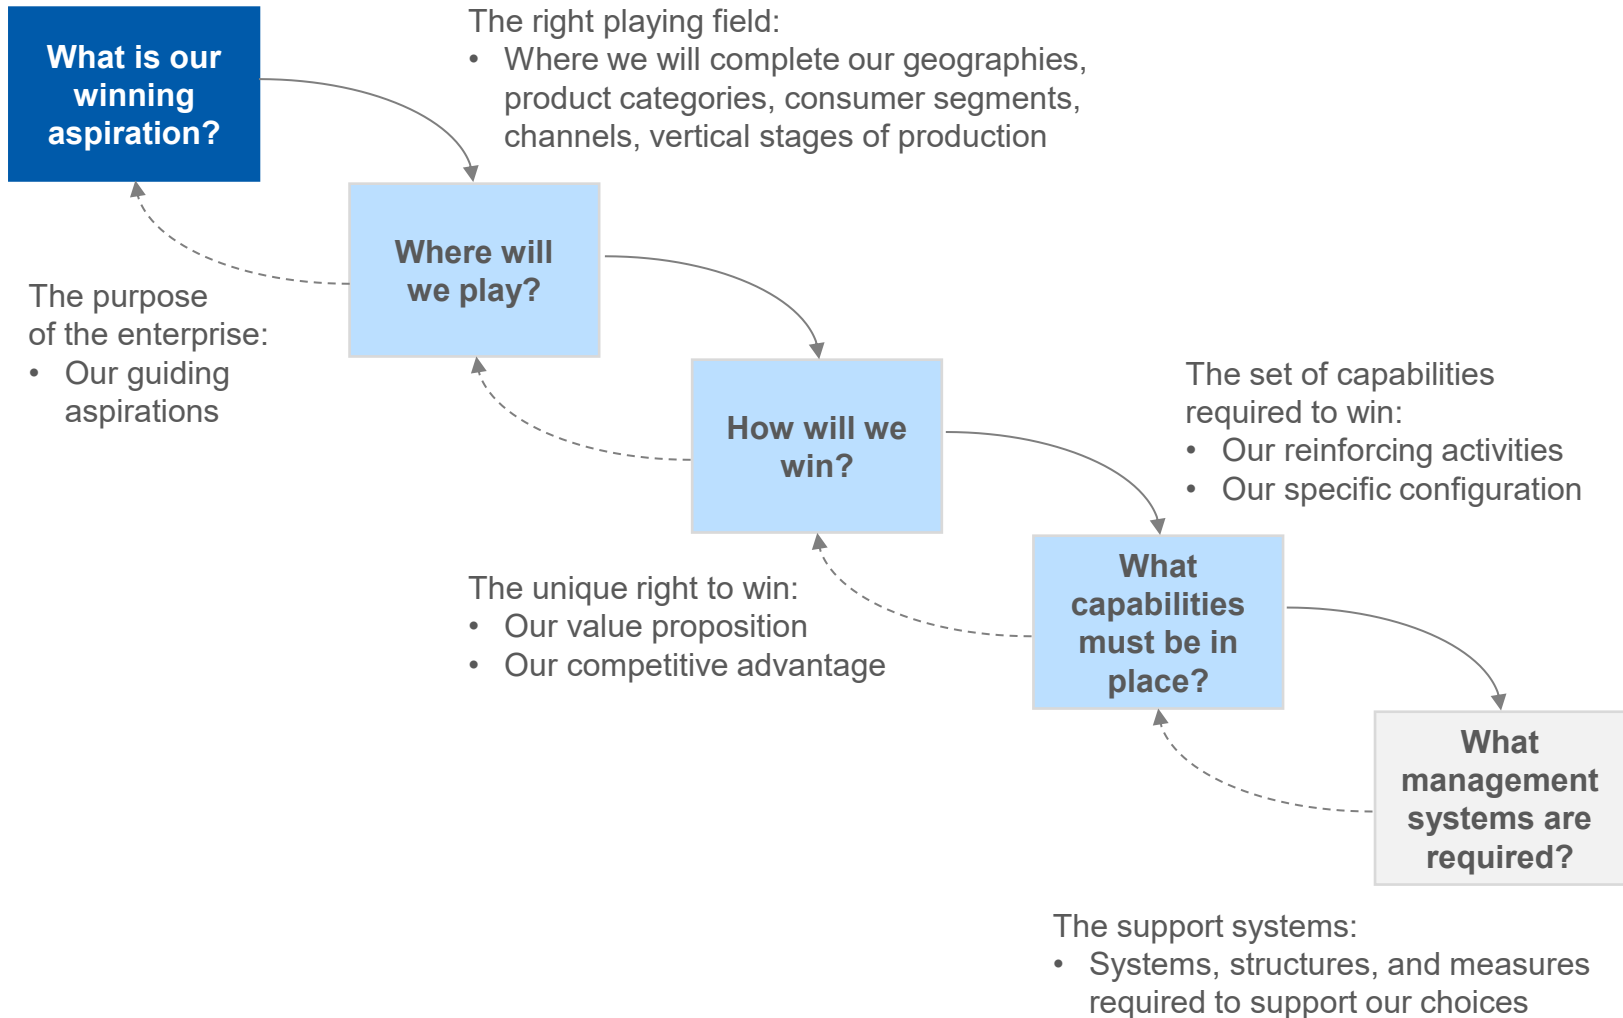 What is our
winning
aspiration?
The right playing field:
• Where we will complete our geographies,
product categories, consumer segments,
channels, vertical stages of production
Where will
we play?
The purpose
of the enterprise:
• Our guiding
aspirations
How will we
win?
The set of capabilities
required to win:
• Our reinforcing activities
• Our specific configuration
The unique right to win:
• Our value proposition
• Our competitive advantage
What
capabilities
must be in
place?
What
management
systems are
required?
The support systems:
• Systems, structures, and measures
required to support our choices